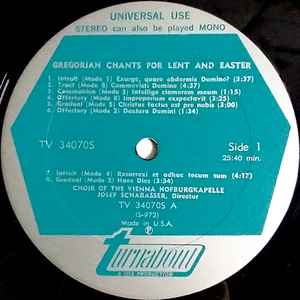 UNIVERSAL USE
STEREO can also be played MONO
GREGORIAN CHANTS FOR LENT AND EASTER
1. Introit (Mode 1) Exurge, quare obdormis Domine? (3:37)
2. Tract (Mode 8) Commovisti Domine (4:37)
3. Communion (Mode 5) Intellige clamorem meum (1:15)
4. Offertory (Mode 8) Improperium expectavit (3:25)
5. Gradual (Mode 5) Christus factus est pro nobis (3:00)
6. Offertory (Mode 2) Dextera Domini (1:34)
TV 34070S
Side 1
25:40 min.
7. Introit (Mode 4) Resurrexi et adhuc tecum sum (4:17)
8. Gradual (Mode 2) Haec Dies (3:34)
CHOIR OF THE VIENNA HOFBURGKAPELLE
JOSEF SCHABASSER, Director
TV 34070S A
(S-972)
Made in U.S.A.
turnabout
A VOX PRODUCTION